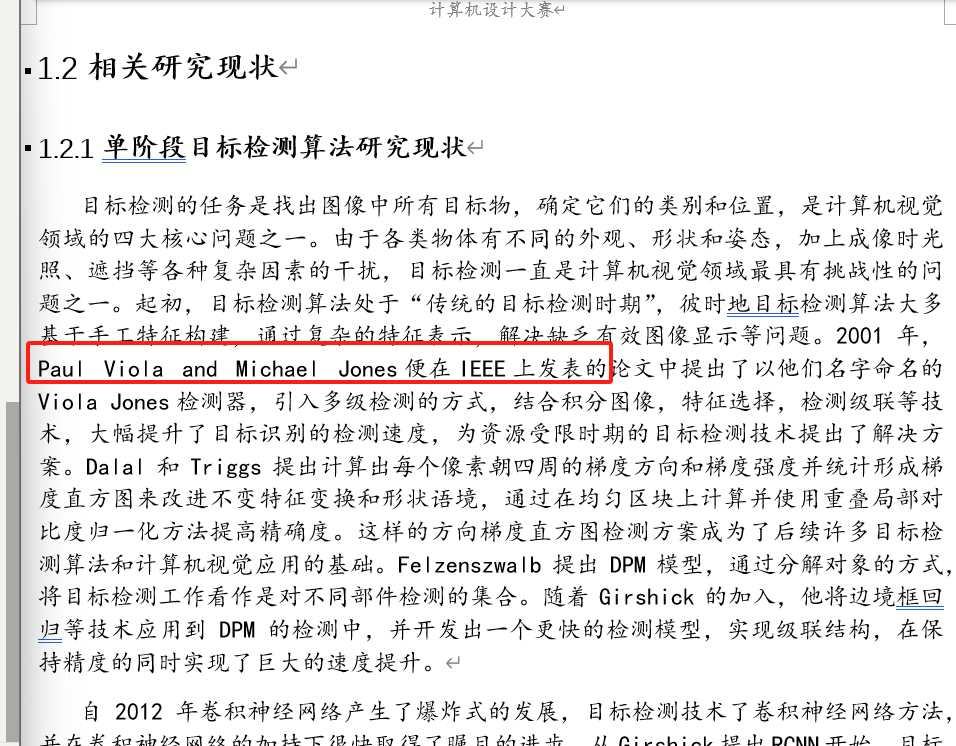 计算机设计大赛
1.2 相关研究现状
1.2.1 单阶段目标检测算法研究现状
目标检测的任务是找出图像中所有目标物，确定它们的类别和位置，是计算机视觉
领域的四大核心问题之一。由于各类物体有不同的外观、形状和姿态，加上成像时光
照、遮挡等各种复杂因素的干扰，目标检测一直是计算机视觉领域最具有挑战性的问
题之一。起初，目标检测算法处于“传统的目标检测时期”，彼时地目标检测算法大多
基于手工特征构建，通过复杂的特征表示，解决缺乏有效图像显示等问题。2001 年，
Paul Viola and Michael Jones 便在 IEEE 上发表的论文中提出了以他们名字命名的
Viola Jones 检测器，引入多级检测的方式，结合积分图像，特征选择，检测级联等技
术，大幅提升了目标识别的检测速度，为资源受限时期的目标检测技术提出了解决方
案。Dalal 和 Triggs 提出计算出每个像素朝四周的梯度方向和梯度强度并统计形成梯
度直方图来改进不变特征变换和形状语境，通过在均匀区块上计算并使用重叠局部对
比度归一化方法提高精确度。这样的方向梯度直方图检测方案成为了后续许多目标检
测算法和计算机视觉应用的基础。Felzenszwalb 提出 DPM 模型，通过分解对象的方式，
将目标检测工作看作是对不同部件检测的集合。随着 Girshick 的加入，他将边境框回
归等技术应用到 DPM 的检测中，并开发出一个更快的检测模型，实现级联结构，在保
持精度的同时实现了巨大的速度提升。
自 2012 年卷积神经网络产生了爆炸式的发展，目标检测技术了卷积神经网络方法，
并在卷积神经网络的加持下很快取得了瞩目的进步。从 Girshick 提出 RCNN 开始，目标